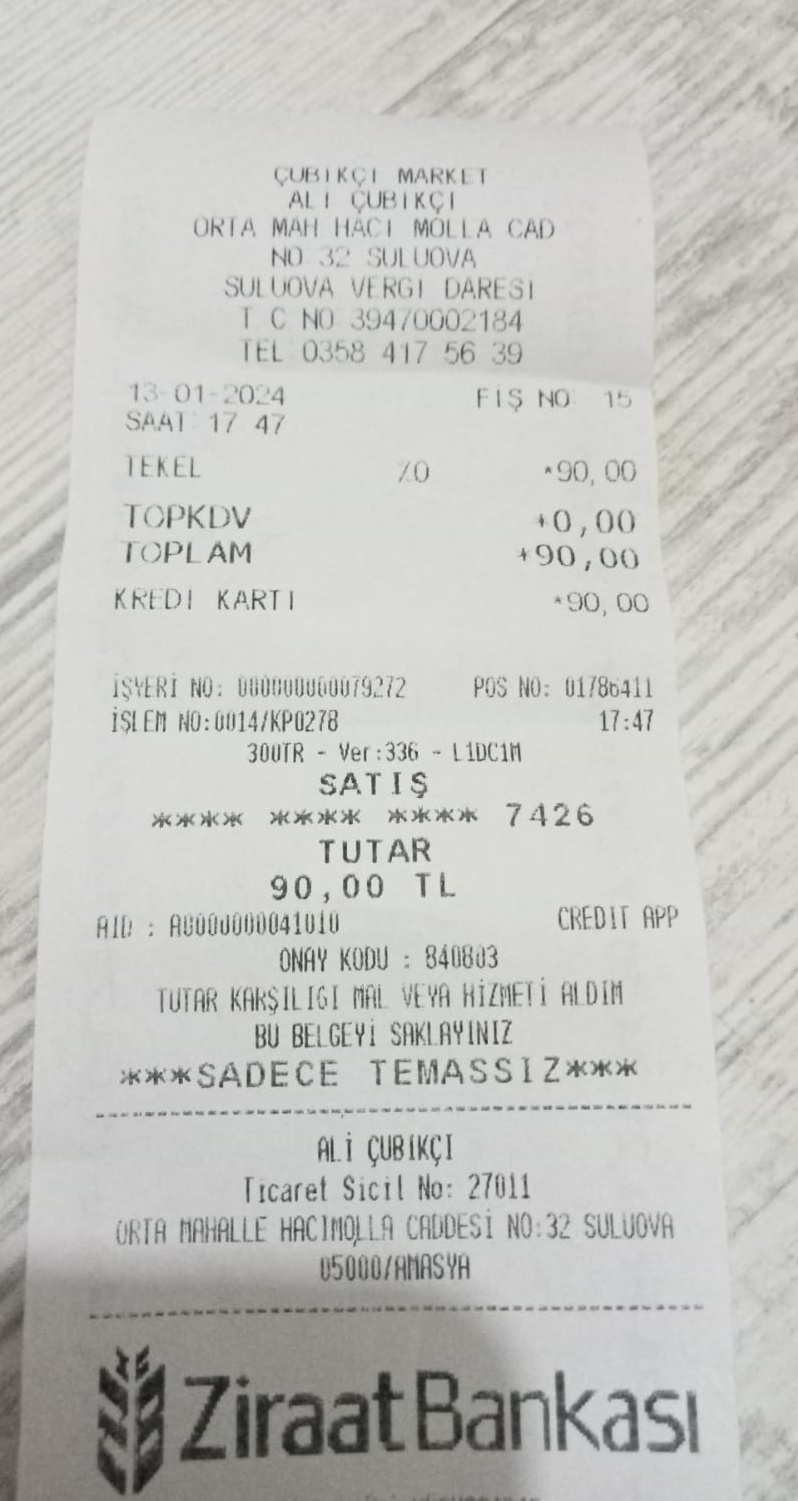 ÇUBIKÇI MARKET
ALI ÇUBIKÇI
ORTA MAH HACI MOLLA CAD
NO 32 SULUOVA
SULUOVA VERGI DARESI
T C NO 39470002184
TEL 0358 417 56 39
13-01-2024 FIŞ NO 15
SAAT 17 47
TEKEL %0 *90,00
TOPKDV *0,00
TOPLAM *90,00
KREDI KARTI *90,00
İŞYERİ NO: 000000000079272 POS NO: 01786411
İŞLEM NO:0014/KP0278 17:47
300TR - Ver:336 - L1DC1M
SATIŞ
**** **** **** 7426
TUTAR
90,00 TL
AID : A0000000041010 CREDIT APP
ONAY KODU : 840803
TUTAR KARŞILIGI MAL VEYA HİZMETİ ALDIM
BU BELGEYİ SAKLAYINIZ
***SADECE TEMASSIZ***
ALİ ÇUBIKÇI
Ticaret Sicil No: 27011
ORTA MAHALLE HACIMOLLA CADDESİ NO:32 SULUOVA
05000/AMASYA
Ziraat Bankası